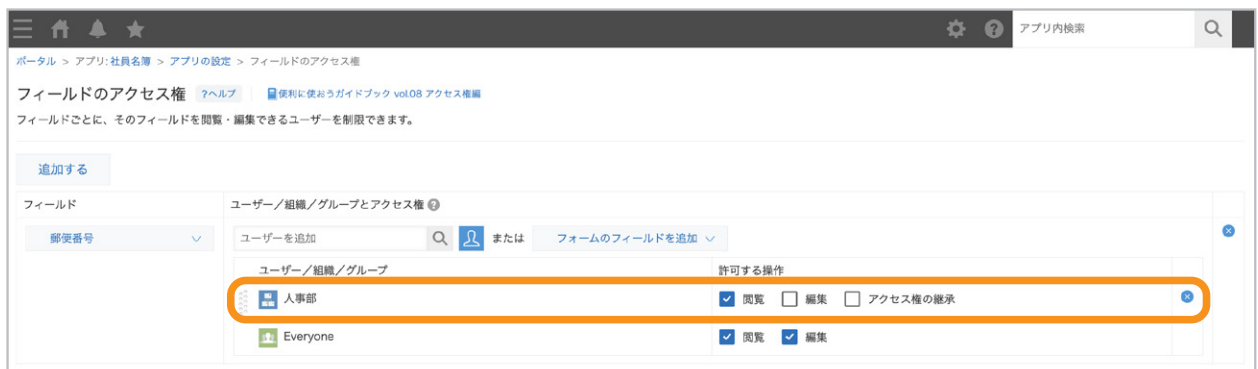 アプリ内検索
ポータル > アプリ: 社員名簿 > アプリの設定 > フィールドのアクセス権
フィールドのアクセス権 ?ヘルプ 便利に使おうガイドブック vol.08 アクセス権編
フィールドごとに、そのフィールドを閲覧・編集できるユーザーを制限できます。
追加する
フィールド ユーザー/組織/グループとアクセス権
郵便番号 ユーザーを追加 または フォームのフィールドを追加
ユーザー/組織/グループ 許可する操作
人事部 閲覧 編集 アクセス権の継承
Everyone 閲覧 編集